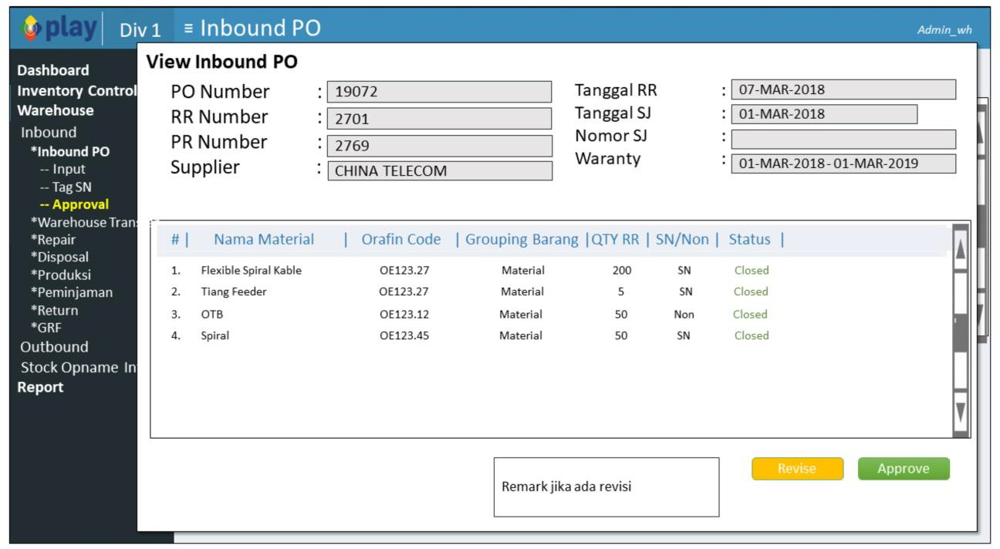 play Div 1 ≡ Inbound PO Admin_wh
Dashboard
Inventory Control
Warehouse
Inbound
*Inbound PO
-- Input
-- Tag SN
-- Approval
*Warehouse Trans
*Repair
*Disposal
*Produksi
*Peminjaman
*Return
*GRF
Outbound
Stock Opname In
Report
View Inbound PO
PO Number : 19072
RR Number : 2701
PR Number : 2769
Supplier : CHINA TELECOM
Tanggal RR : 07-MAR-2018
Tanggal SJ : 01-MAR-2018
Nomor SJ :
Waranty : 01-MAR-2018 - 01-MAR-2019
# | Nama Material | Orafin Code | Grouping Barang | QTY RR | SN/Non | Status |
1. Flexible Spiral Kable OE123.27 Material 200 SN Closed
2. Tiang Feeder OE123.27 Material 5 SN Closed
3. OTB OE123.12 Material 50 Non Closed
4. Spiral OE123.45 Material 50 SN Closed
Remark jika ada revisi
Revise Approve